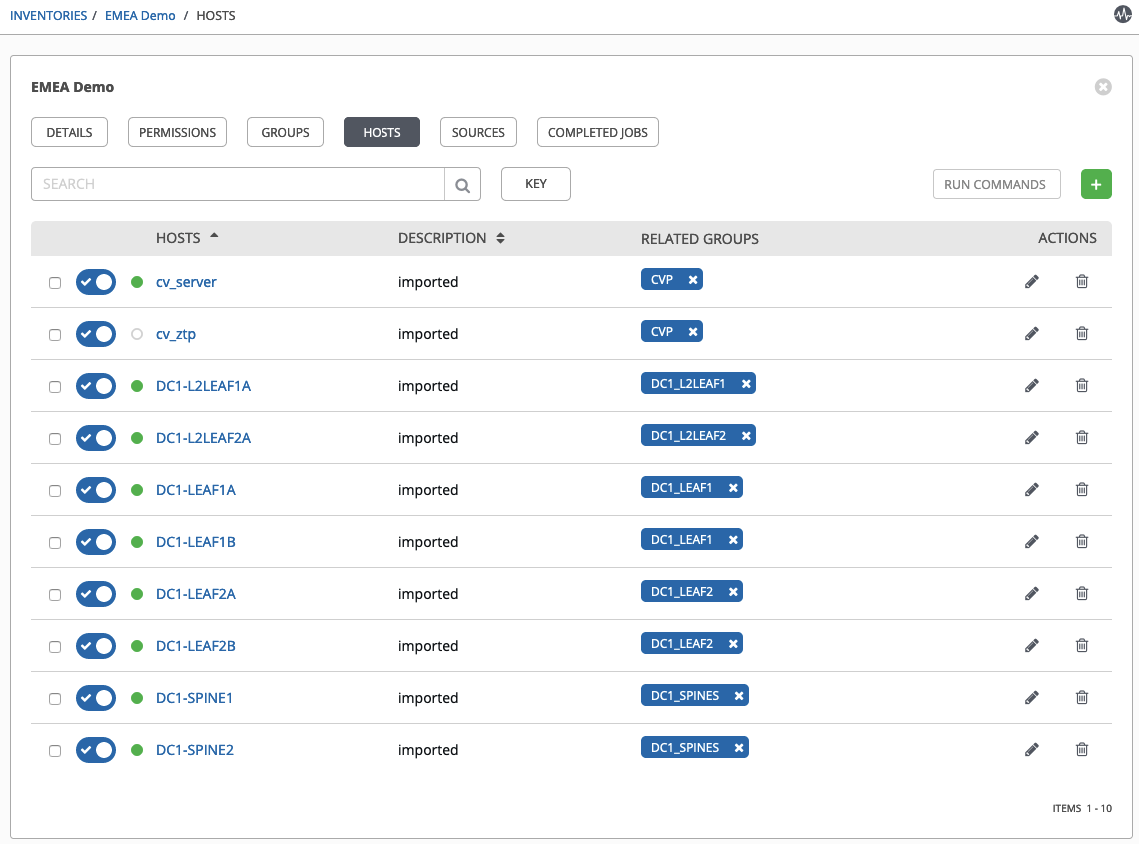 INVENTORIES / EMEA Demo / HOSTS
EMEA Demo
DETAILS PERMISSIONS GROUPS HOSTS SOURCES COMPLETED JOBS
SEARCH KEY RUN COMMANDS +
HOSTS DESCRIPTION RELATED GROUPS ACTIONS
cv_server imported CVP
cv_ztp imported CVP
DC1-L2LEAF1A imported DC1_L2LEAF1
DC1-L2LEAF2A imported DC1_L2LEAF2
DC1-LEAF1A imported DC1_LEAF1
DC1-LEAF1B imported DC1_LEAF1
DC1-LEAF2A imported DC1_LEAF2
DC1-LEAF2B imported DC1_LEAF2
DC1-SPINE1 imported DC1_SPINES
DC1-SPINE2 imported DC1_SPINES
ITEMS 1 - 10